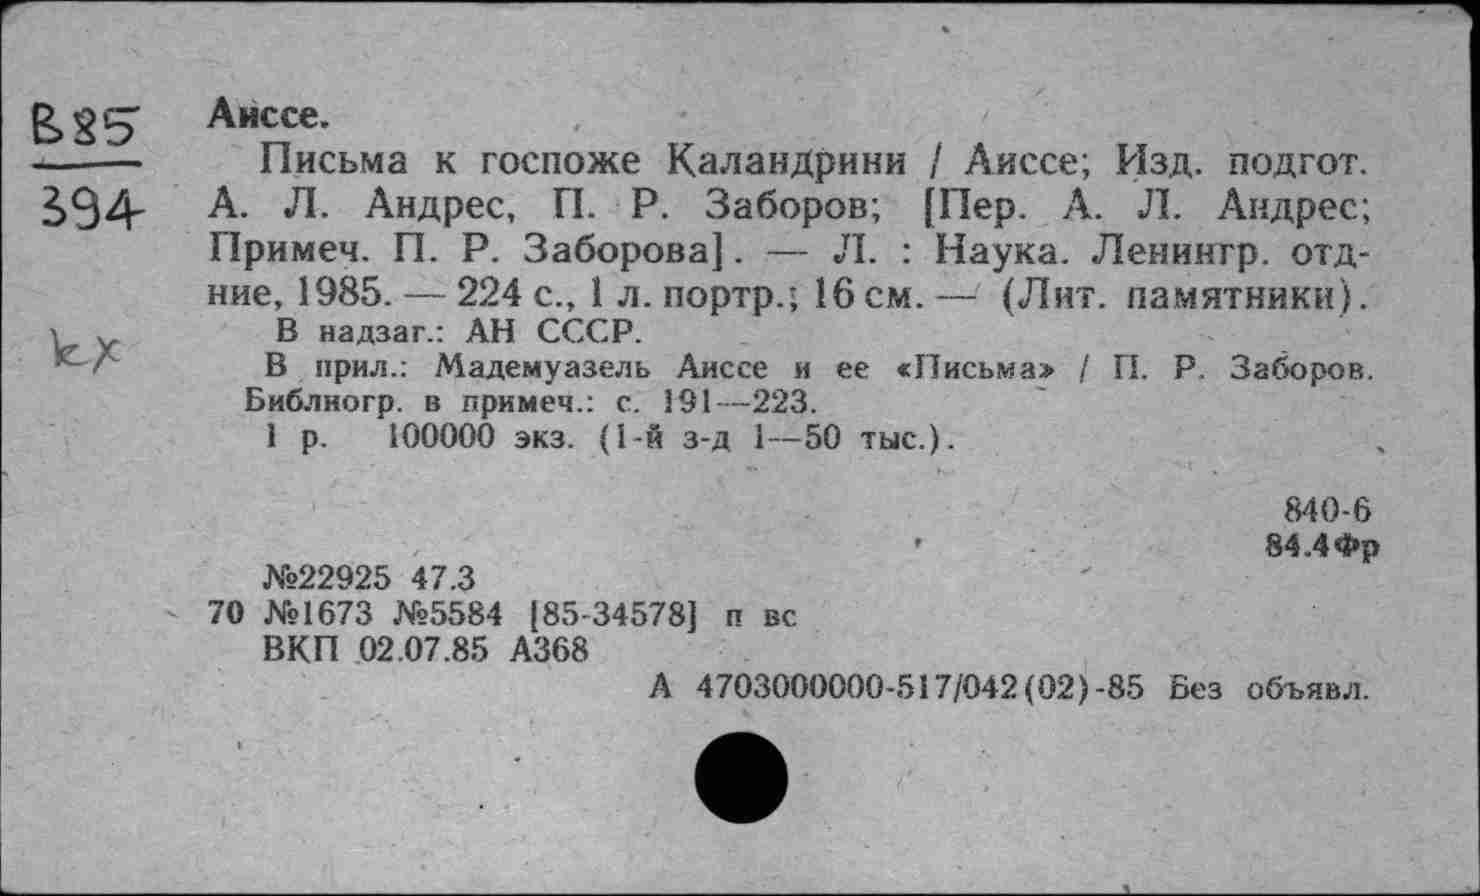 В85
394
kx
Аиссе.
Письма к госпоже Каландрини / Аиссе; Изд. подгот.
А. Л. Андрес, П. Р. Заборов; [Пер. А. Л. Андрес;
Примеч. П. Р. Заборова]. — Л. : Наука. Ленингр. отд-
ние, 1985. — 224 с., 1 л. портр.; 16 см. — (Лит. памятники).
В надзаг.: АН СССР.
В прил.: Мадемуазель Аиссе и ее «Письма» / П. Р. Заборов.
Библиогр. в примеч.: с. 191—223.
1 р. 100000 экз. (1-й з-д 1—50 тыс.).
840-6
84.4Фр
№22925 47.3
70 №1673 №5584 [85-34578] п вс
ВКП 02.07.85 А368
А 4703000000-517/042(02)-85 Без объявл.